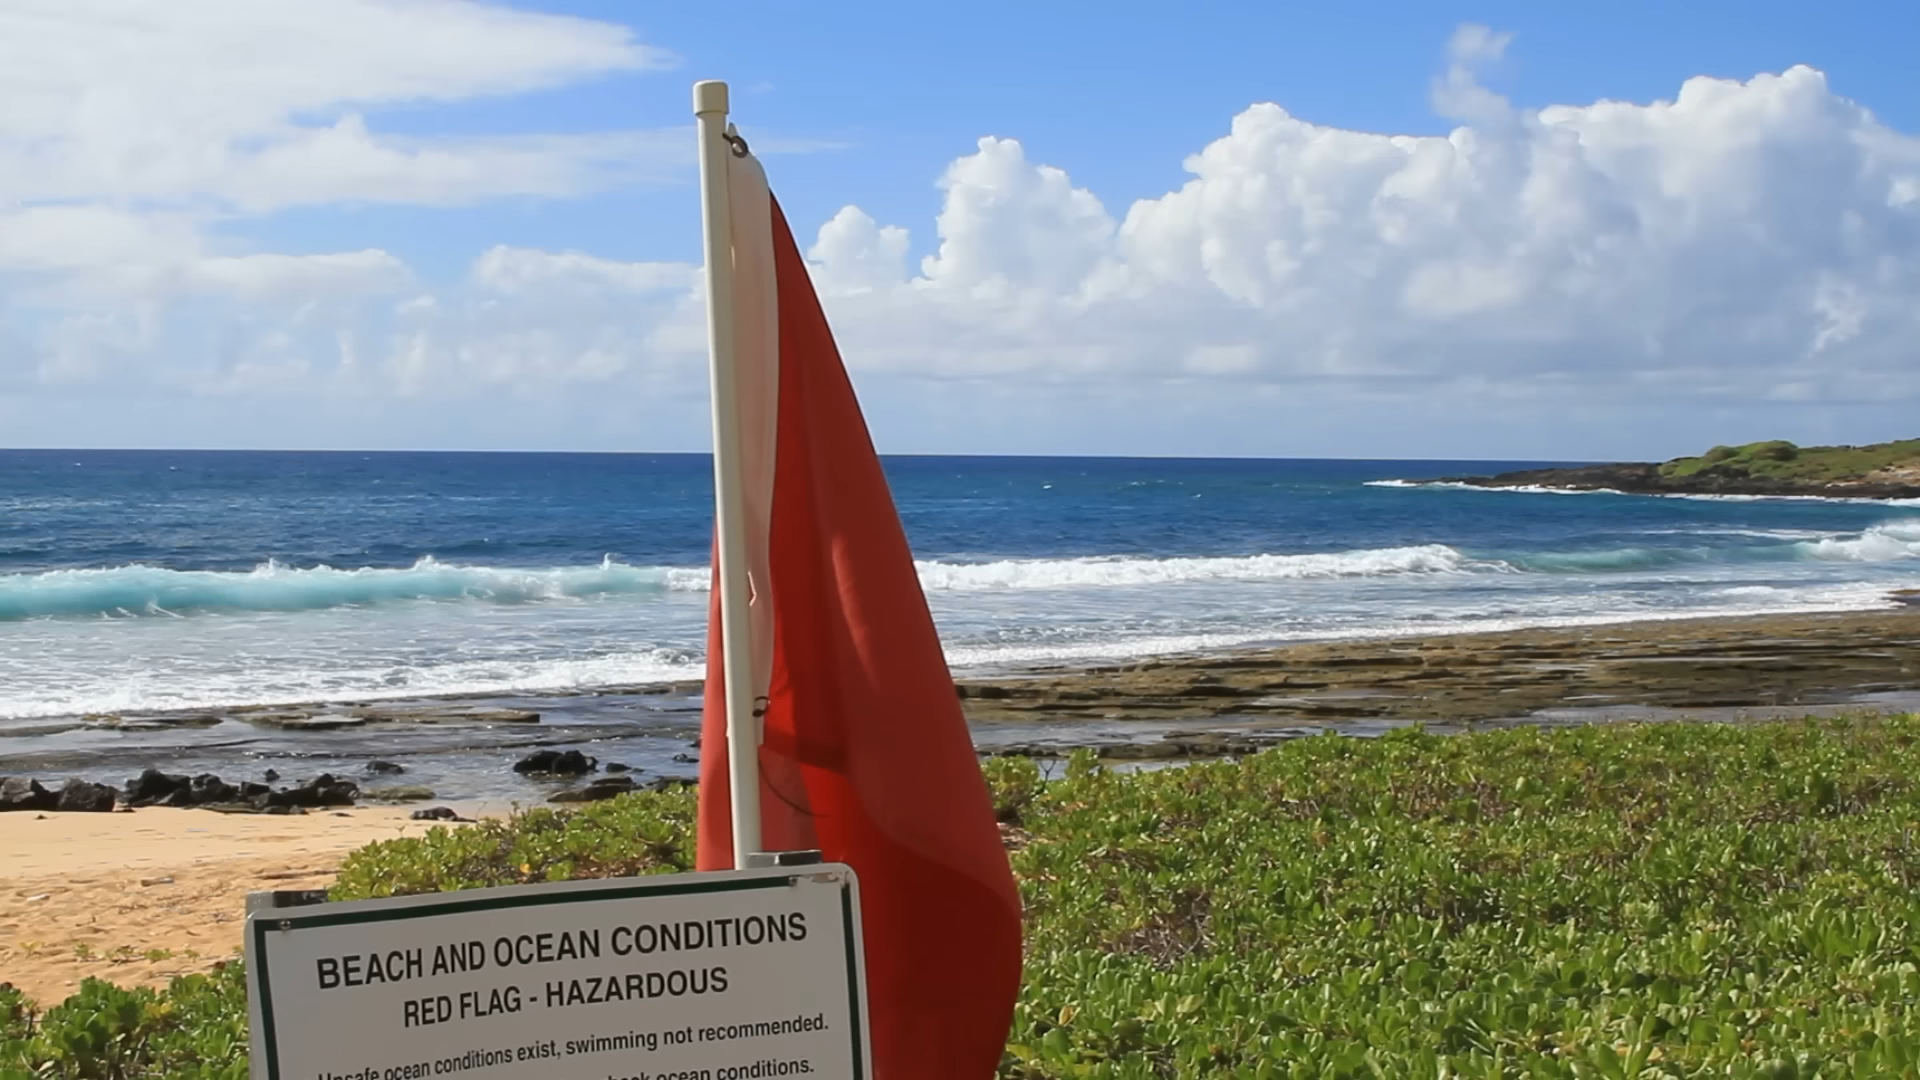 BEACH AND OCEAN CONDITIONS
RED FLAG - HAZARDOUS
Unsafe ocean conditions exist, swimming not recommended.
ocean conditions.